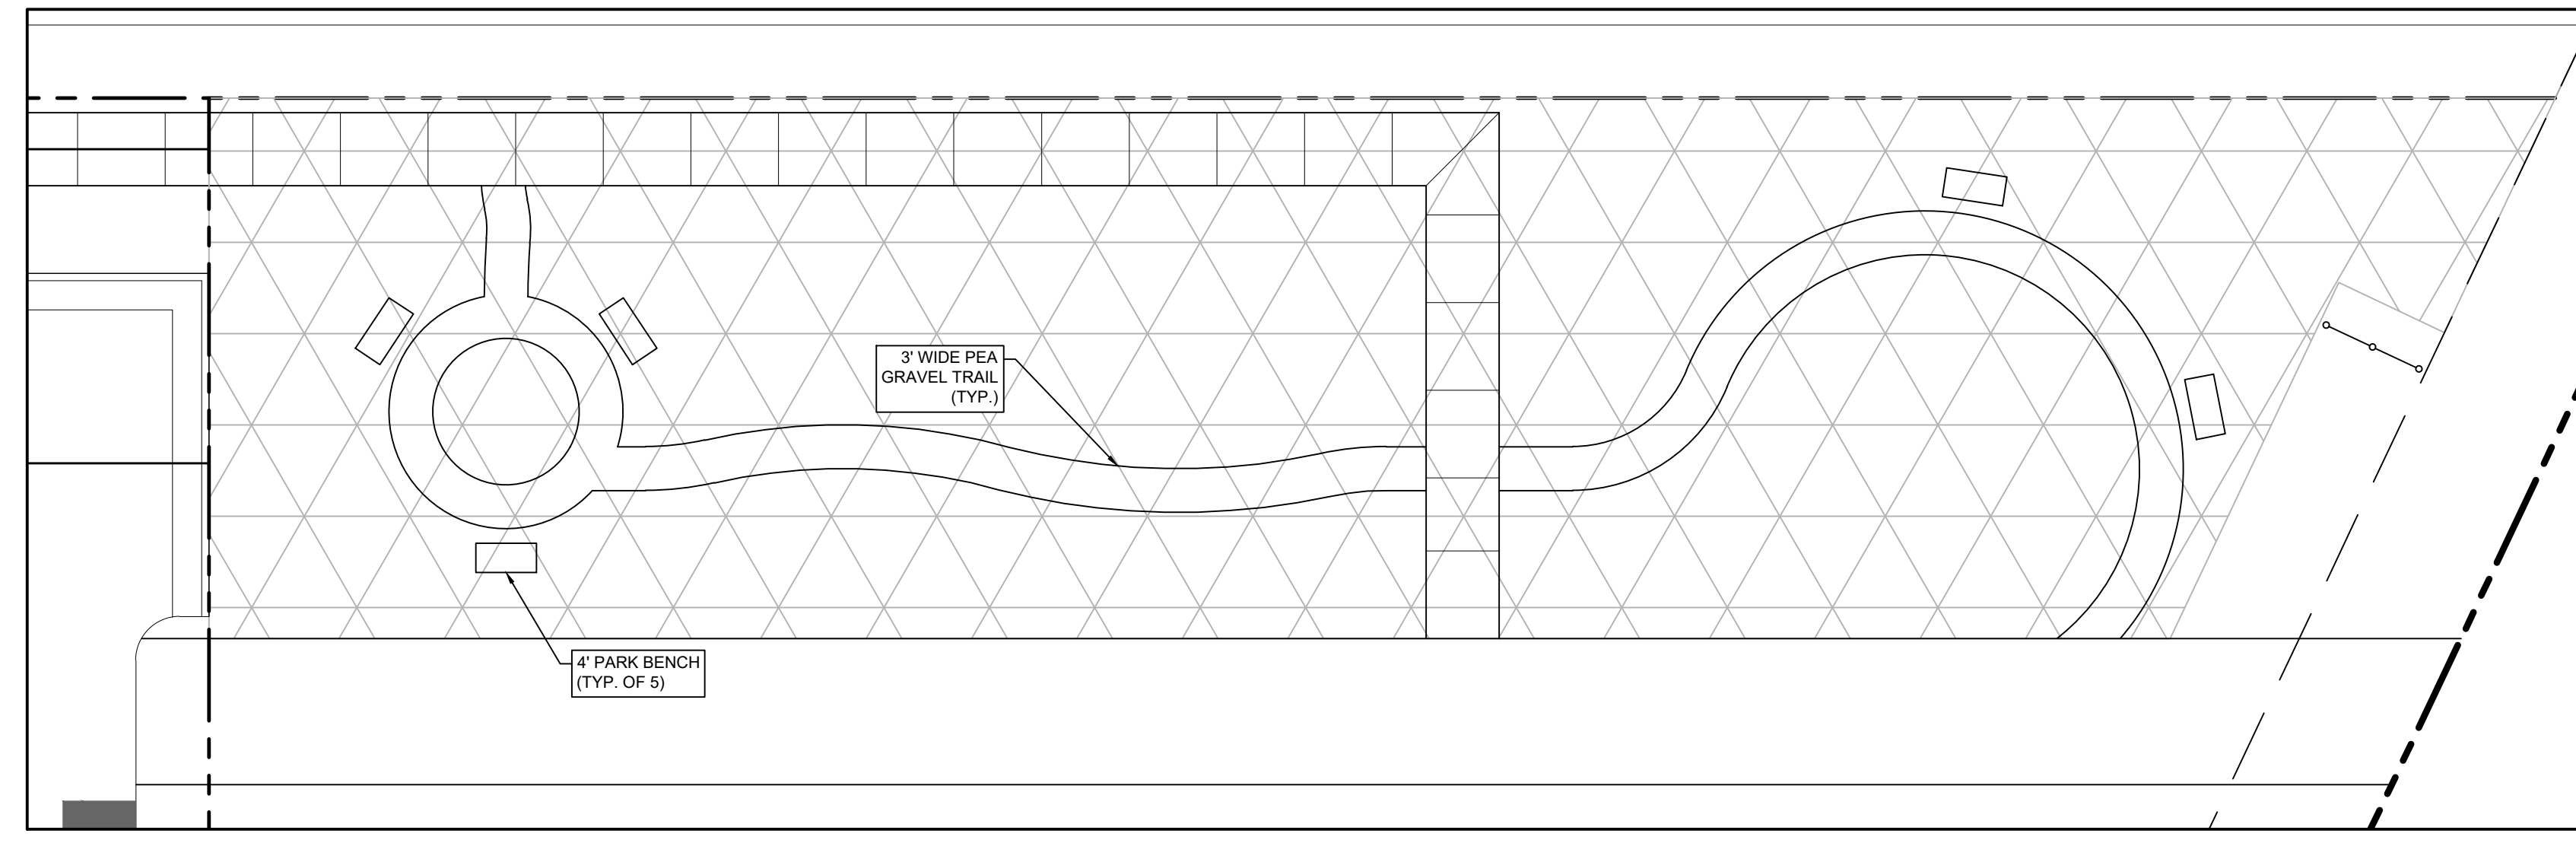 3' WIDE PEA
GRAVEL TRAIL
(TYP.)
4' PARK BENCH
(TYP. OF 5)